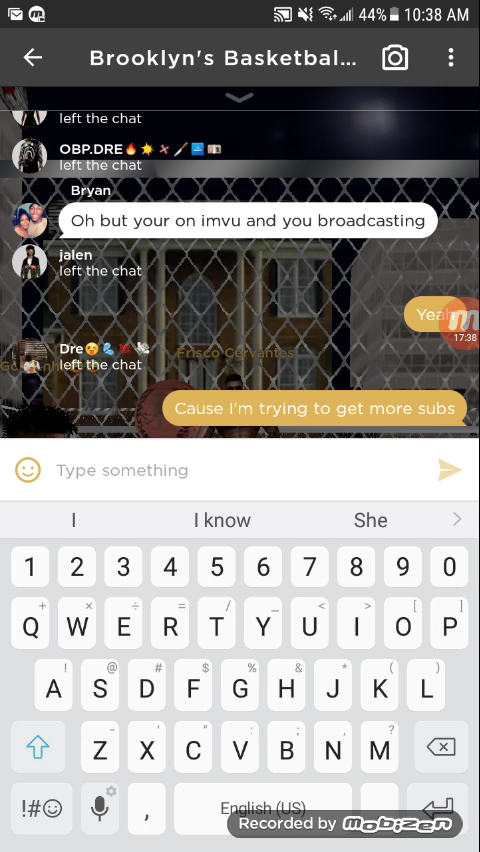 44% 10:38 AM
Brooklyn's Basketbal...
left the chat
OBP.DRE
left the chat
Bryan
Oh but your on imvu and you broadcasting
jalen
left the chat
Yeah
17:38
Dre
left the chat
Frisco Cervantes
Cause I'm trying to get more subs
Type something
I I know She
1 2 3 4 5 6 7 8 9 0
+ × ÷ = / _ < > [ ]
Q W E R T Y U I O P
! @ # $ % ^ & * ( )
A S D F G H J K L
- ' " : ; , ?
Z X C V B N M
!#☺ , English (US)
Recorded by mobizen